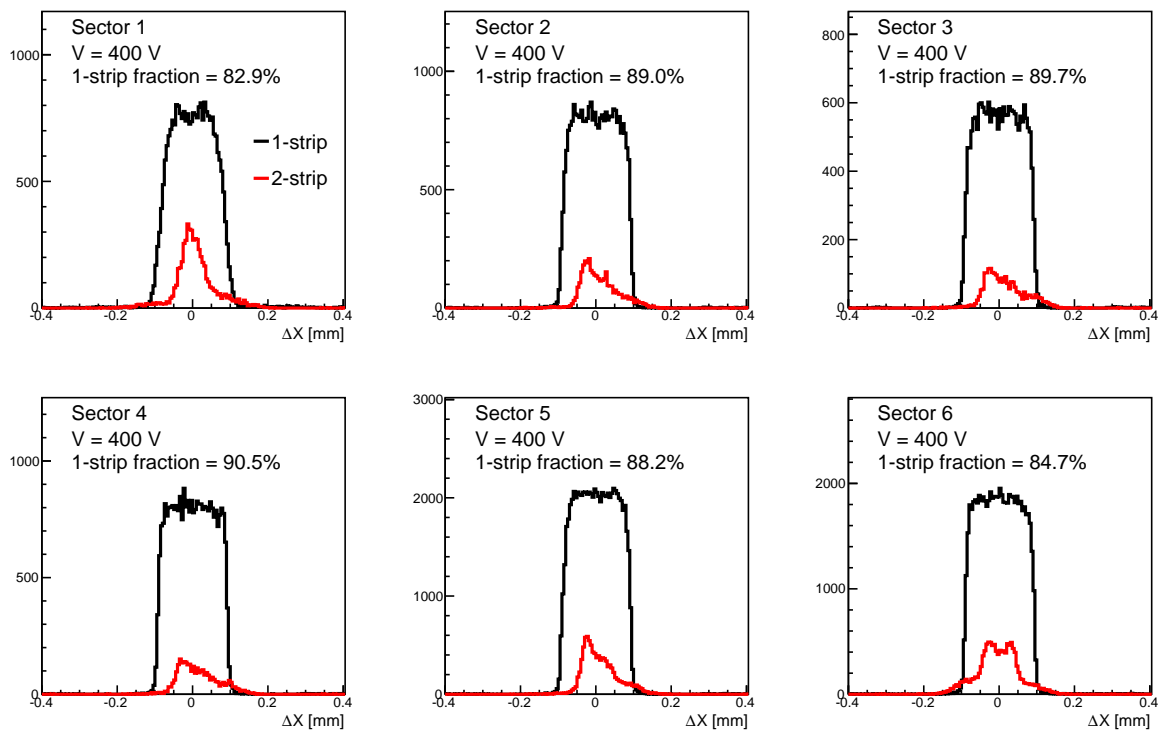 Sector 1
V = 400 V
1-strip fraction = 82.9%
1-strip
2-strip
1000
500
0
-0.4 -0.2 0 0.2 0.4
ΔX [mm]
Sector 2
V = 400 V
1-strip fraction = 89.0%
1000
500
0
-0.4 -0.2 0 0.2 0.4
ΔX [mm]
Sector 3
V = 400 V
1-strip fraction = 89.7%
800
600
400
200
0
-0.4 -0.2 0 0.2 0.4
ΔX [mm]
Sector 4
V = 400 V
1-strip fraction = 90.5%
1000
500
0
-0.4 -0.2 0 0.2 0.4
ΔX [mm]
Sector 5
V = 400 V
1-strip fraction = 88.2%
3000
2000
1000
0
-0.4 -0.2 0 0.2 0.4
ΔX [mm]
Sector 6
V = 400 V
1-strip fraction = 84.7%
2400
1600
800
0
-0.4 -0.2 0 0.2 0.4
ΔX [mm]